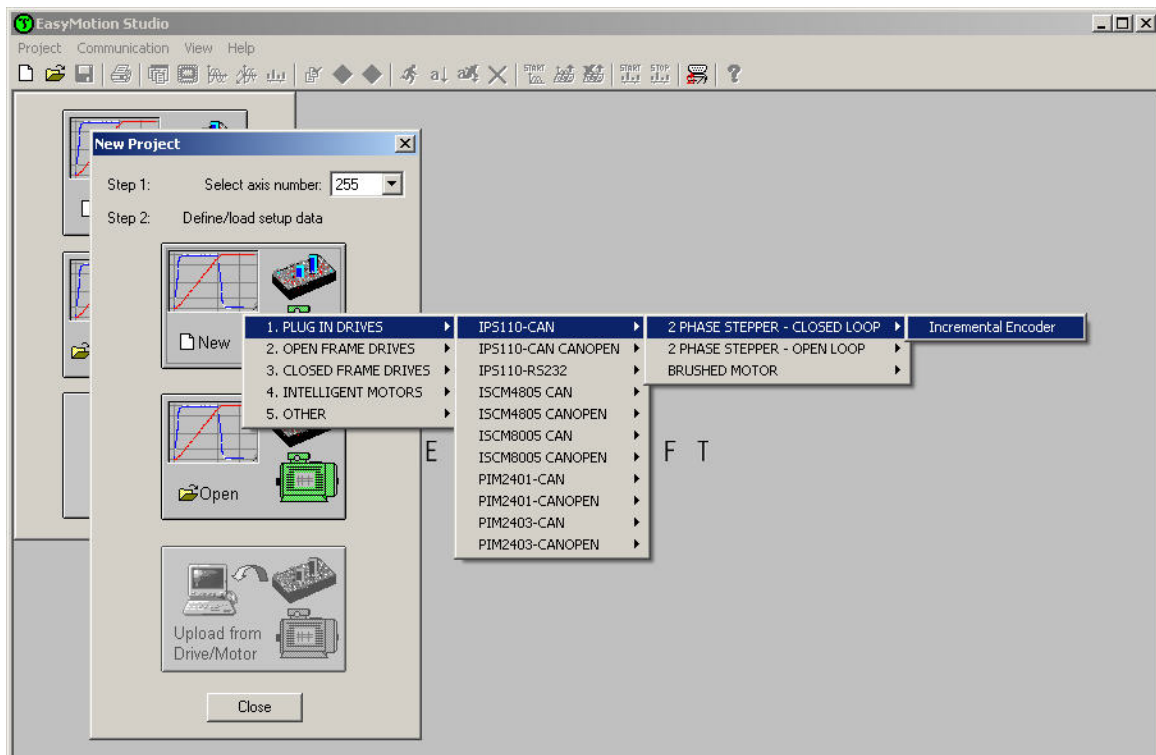 EasyMotion Studio
Project Communication View Help
New Project
Step 1: Select axis number: 255
Step 2: Define/load setup data
New
1. PLUG IN DRIVES
2. OPEN FRAME DRIVES
3. CLOSED FRAME DRIVES
4. INTELLIGENT MOTORS
5. OTHER
IPS110-CAN
IPS110-CAN CANOPEN
IPS110-RS232
ISCM4805 CAN
ISCM4805 CANOPEN
ISCM8005 CAN
ISCM8005 CANOPEN
PIM2401-CAN
PIM2401-CANOPEN
PIM2403-CAN
PIM2403-CANOPEN
2 PHASE STEPPER - CLOSED LOOP
2 PHASE STEPPER - OPEN LOOP
BRUSHED MOTOR
Incremental Encoder
E F T
Open
Upload from
Drive/Motor
Close